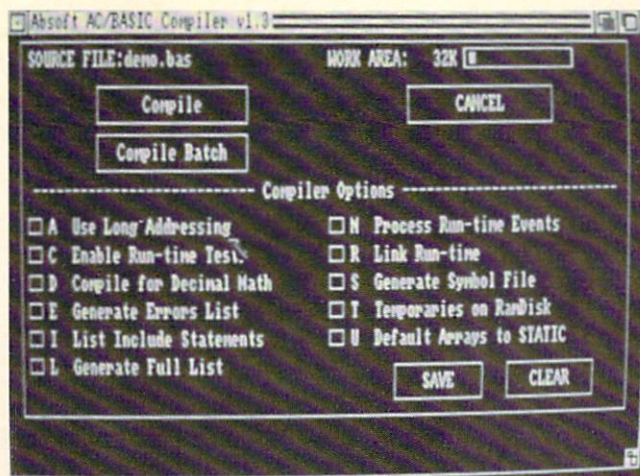 Absoft AC/BASIC Compiler v1.3
SOURCE FILE:demo.bas
WORK AREA: 32K
Compile
CANCEL
Compile Batch
Compiler Options
A Use Long Addressing
C Enable Run-time Tests
D Compile for Decimal Math
E Generate Errors List
I List Include Statements
L Generate Full List
N Process Run-time Events
R Link Run-time
S Generate Symbol File
T Temporaries on RamDisk
U Default Arrays to STATIC
SAVE
CLEAR